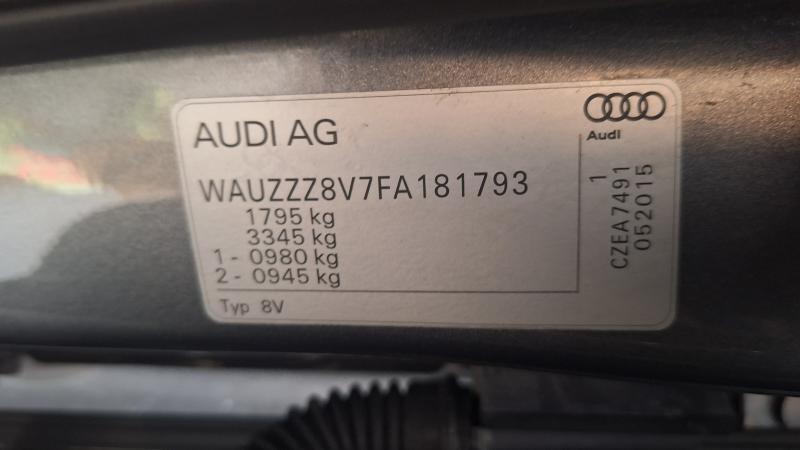 AUDI AG
Audi
WAUZZZ8V7FA181793
1795 kg
3345 kg
1 - 0980 kg
2 - 0945 kg
Typ 8V
1
CZEA7491
052015